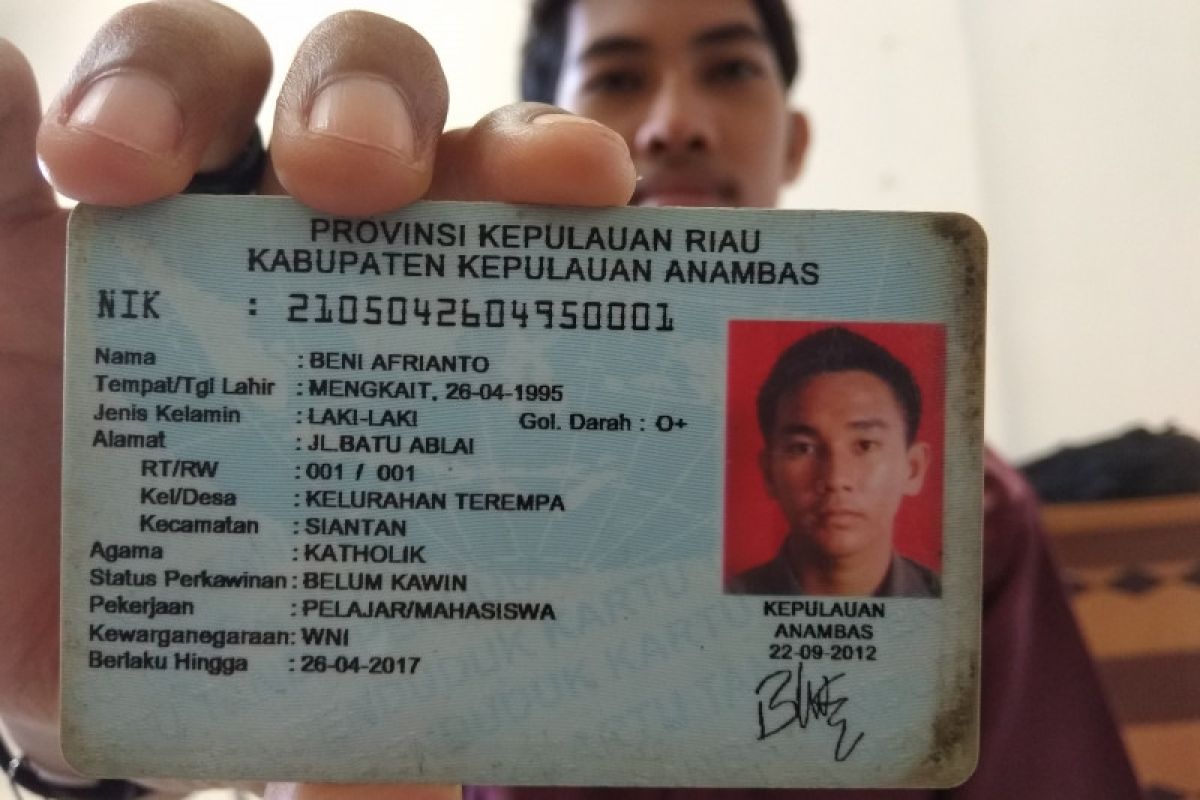 PROVINSI KEPULAUAN RIAU
KABUPATEN KEPULAUAN ANAMBAS
NIK : 2105042604950001
Nama : BENI AFRIANTO
Tempat/Tgl Lahir : MENGKAIT, 26-04-1995
Jenis Kelamin : LAKI-LAKI Gol. Darah : O+
Alamat : JL.BATU ABLAI
RT/RW : 001 / 001
Kel/Desa : KELURAHAN TEREMPA
Kecamatan : SIANTAN
Agama : KATHOLIK
Status Perkawinan : BELUM KAWIN
Pekerjaan : PELAJAR/MAHASISWA
Kewarganegaraan: WNI
Berlaku Hingga : 26-04-2017
KEPULAUAN
ANAMBAS
22-09-2012